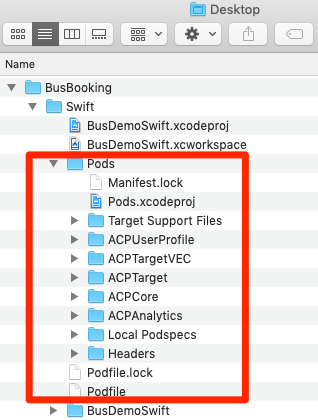 Desktop
Name
BusBooking
Swift
BusDemoSwift.xcodeproj
BusDemoSwift.xcworkspace
Pods
Manifest.lock
Pods.xcodeproj
Target Support Files
ACPUserProfile
ACPTargetVEC
ACPTarget
ACPCore
ACPAnalytics
Local Podspecs
Headers
Podfile.lock
Podfile
BusDemoSwift